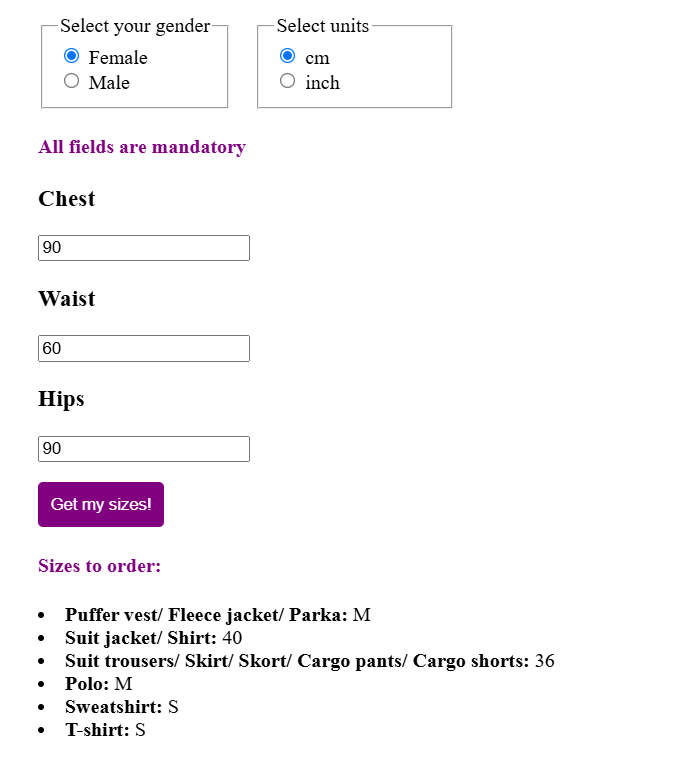 Select your gender
Select units
Female
cm
Male
inch
All fields are mandatory
Chest
90
Waist
60
Hips
90
Get my sizes!
Sizes to order:
Puffer vest/ Fleece jacket/ Parka: M
Suit jacket/ Shirt: 40
Suit trousers/ Skirt/ Skort/ Cargo pants/ Cargo shorts: 36
Polo: M
Sweatshirt: S
T-shirt: S